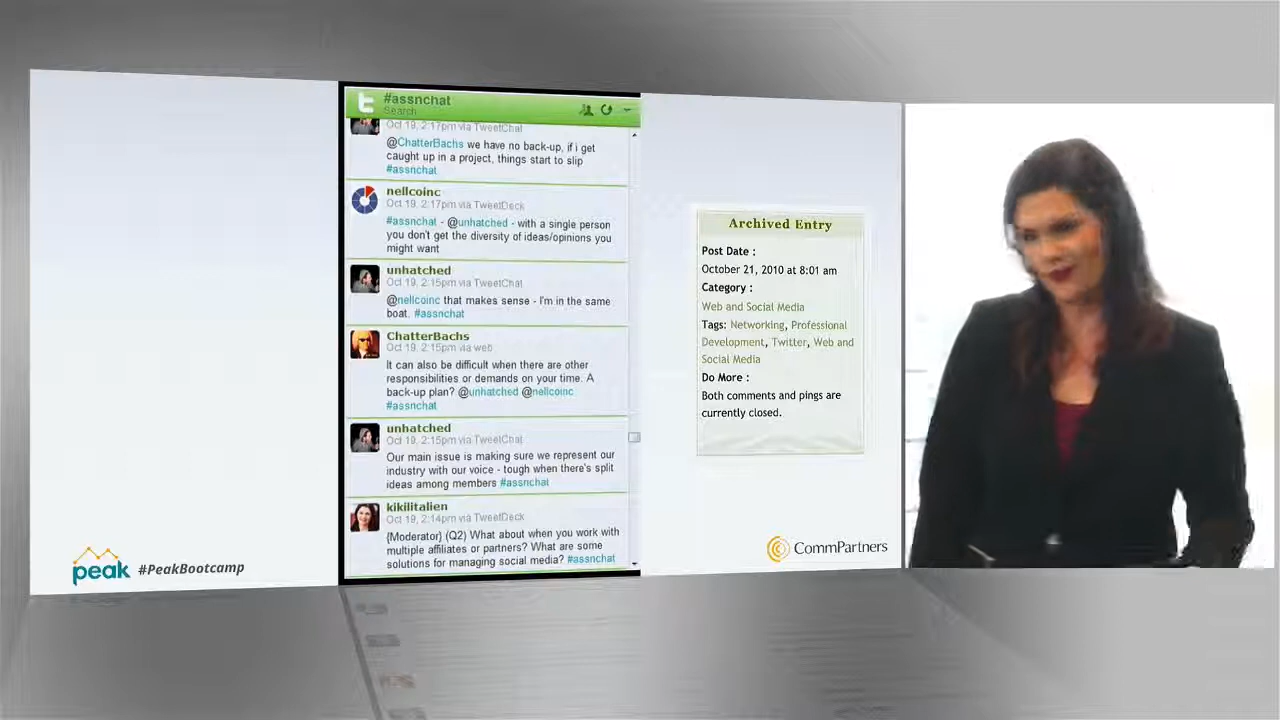 #assnchat
Search
Oct 19, 2:17pm via TweetChat
@ChatterBachs we have no back-up, if i get
caught up in a project, things start to slip
#assnchat
nellcoinc
Oct 19, 2:17pm via TweetDeck
#assnchat - @unhatched - with a single person
you don't get the diversity of ideas/opinions you
might want
unhatched
Oct 19, 2:15pm via TweetChat
@nellcoinc that makes sense - I'm in the same
boat. #assnchat
ChatterBachs
Oct 19, 2:15pm via web
It can also be difficult when there are other
responsibilities or demands on your time. A
back-up plan? @unhatched @nellcoinc
#assnchat
unhatched
Oct 19, 2:15pm via TweetChat
Our main issue is making sure we represent our
industry with our voice - tough when there's split
ideas among members #assnchat
kikilitalien
Oct 19, 2:14pm via TweetDeck
{Moderator} (Q2) What about when you work with
multiple affiliates or partners? What are some
solutions for managing social media? #assnchat
Archived Entry
Post Date :
October 21, 2010 at 8:01 am
Category :
Web and Social Media
Tags: Networking, Professional
Development, Twitter, Web and
Social Media
Do More :
Both comments and pings are
currently closed.
peak #PeakBootcamp
CommPartners